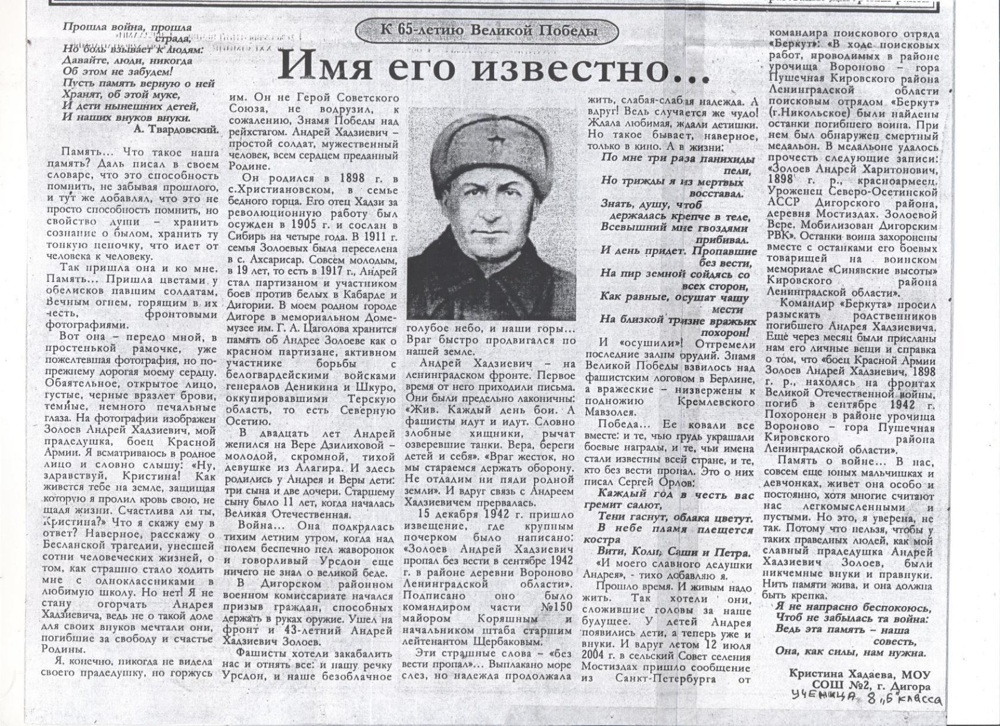 К 65-летию Великой Победы
Имя его известно...
Прошла война, прошла
страда,
Но боль взывает к людям:
Давайте, люди, никогда
Об этом не забудем!
Пусть память верную о ней
Хранят, об этой муке,
И дети нынешних детей,
И наших внуков внуки.
А. Твардовский.
Память... Что такое наша
память? Даль писал в своем
словаре, что это способность
помнить, не забывая прошлого,
и тут же добавлял, что это не
просто способность помнить, но
свойство души – хранить
сознание о былом, хранить ту
тонкую цепочку, что идет от
человека к человеку.
Так пришла она и ко мне.
Память... Пришла цветами у
обелисков павшим солдатам,
Вечным огнем, горящим в их
честь, фронтовыми
фотографиями.
Вот она – передо мной, в
простенькой рамочке, уже
пожелтевшая фотография, но по-
прежнему дорогая моему сердцу.
Обаятельное, открытое лицо,
густые, черные вразлет брови,
темные, немного печальные
глаза. На фотографии изображен
Золоев Андрей Хадзиевич, мой
прадедушка, боец Красной
Армии. Я всматриваюсь в родное
лицо и словно слышу: «Ну,
здравствуй, Кристина! Как
живется тебе на земле, защищая
которую я пролил кровь свою, не
щадя жизни. Счастлива ли ты,
Кристина?» Что я скажу ему в
ответ? Наверное, расскажу о
Бесланской трагедии, унесшей
сотни человеческих жизней, о
том, как страшно стало ходить
мне с одноклассниками в
любимую школу. Но нет! Я не
стану огорчать Андрея
Хадзиевича, ведь не о такой доле
для своих внуков мечтали они,
погибшие за свободу и счастье
Родины.
Я, конечно, никогда не видела
своего прадедушку, но горжусь
им. Он не Герой Советского
Союза, не водрузил, к
сожалению, Знамя Победы над
рейхстагом. Андрей Хадзиевич –
простой солдат, мужественный
человек, всем сердцем преданный
Родине.
Он родился в 1898 г. в
с.Христиановском, в семье
бедного горца. Его отец Хадзи за
революционную работу был
осужден в 1905 г. и сослан в
Сибирь на четыре года. В 1911 г.
семья Золоевых была переселена
в с. Ахсарисар. Совсем молодым,
в 19 лет, то есть в 1917 г., Андрей
стал партизаном и участником
боев против белых в Кабарде и
Дигории. В моем родном городе
Дигоре в мемориальном Доме-
музее им. Г. А. Цаголова хранится
память об Андрее Золоеве как о
красном партизане, активном
участнике борьбы с
белогвардейскими войсками
генералов Деникина и Шкуро,
оккупировавшими Терскую
область, то есть Северную
Осетию.
В двадцать лет Андрей
женился на Вере Дзилиховой –
молодой, скромной, тихой
девушке из Алагира. И здесь
родились у Андрея и Веры дети:
три сына и две дочери. Старшему
сыну было 11 лет, когда началась
Великая Отечественная.
Война... Она подкралась
тихим летним утром, когда над
полем беспечно пел жаворонок
и говорливый Урсдон еще
ничего не знал о великой беде.
В Дигорском районном
военном комиссариате начался
призыв граждан, способных
держать в руках оружие. Ушел на
фронт и 43-летний Андрей
Хадзиевич Золоев.
Фашисты хотели закабалить
нас и отнять все: и нашу речку
Урсдон, и наше безоблачное
голубое небо, и наши горы...
Враг быстро продвигался по
нашей земле.
Андрей Хадзиевич – на
ленинградском фронте. Первое
время от него приходили письма.
Они были предельно лаконичны:
«Жив. Каждый день бои. А
фашисты идут и идут. Словно
злобные хищники, рычат
озверевшие танки. Вера, береги
детей и себя». «Враг жесток, но
мы стараемся держать оборону.
Не отдадим ни пяди родной
земли». И вдруг связь с Андреем
Хадзиевичем прервалась.
15 декабря 1942 г. пришло
извещение, где крупным
почерком было написано:
«Золоев Андрей Хадзиевич
пропал без вести в сентябре 1942
г. в районе деревни Вороново
Ленинградской области».
Подписано оно было
командиром части №150
майором Коряшным и
начальником штаба старшим
лейтенантом Щербаковым.
Эти страшные слова – «без
вести пропал»... Выплакано море
слез, но надежда продолжала
жить, слабая-слабая надежда. А
вдруг! Ведь случается же чудо!
Ждала любимая, ждали детишки.
Но такое бывает, наверное,
только в кино. А в жизни:
По мне три раза панихиды
пели,
Но трижды я из мертвых
восставал.
Знать, душу, чтоб
держалась крепче в теле,
Всевышний мне гвоздями
прибивал.
И день придет. Пропавшие
без вести,
На пир земной сойдясь со
всех сторон,
Как равные, осушат чашу
мести
На близкой тризне вражьих
похорон!
И «осушили»! Отгремели
последние залпы орудий. Знамя
Великой Победы взвилось над
фашистским логовом в Берлине,
а вражеские – низвержены к
подножию Кремлевского
Мавзолея.
Победа... Ее ковали все
вместе: и те, чью грудь украшали
боевые награды, и те, чьи имена
стали известны всей стране, и те,
кто без вести пропал. Это о них
писал Сергей Орлов:
Каждый год в честь вас
гремит салют,
Тени гаснут, облака цветут.
В небе пламя плещется
костра
Вити, Коли, Саши и Петра.
«И моего славного дедушки
Андрея», - тихо добавляю я.
Прошло время. И живым надо
жить. Так хотели они,
сложившие головы за наше
будущее. У детей Андрея
появились дети, а теперь уже и
внуки. И вдруг летом 12 июля
2004 г. в сельский Совет селения
Мостиздах пришло сообщение
из Санкт-Петербурга от
командира поискового отряда
«Беркут»: «В ходе поисковых
работ, проводимых в районе
урочища Вороново – гора
Пушечная Кировского района
Ленинградской области
поисковым отрядом «Беркут»
(г.Никольское) были найдены
останки погибшего воина. При
нем был обнаружен смертный
медальон. В медальоне удалось
прочесть следующие записи:
«Золоев Андрей Харитонович,
1898 г. р., красноармеец.
Уроженец Северо-Осетинской
АССР Дигорского района,
деревня Мостиздах. Золоевой
Вере. Мобилизован Дигорским
РВК». Останки воина захоронены
вместе с останками его боевых
товарищей на воинском
мемориале «Синявские высоты»
Кировского района
Ленинградской области».
Командир «Беркута» просил
разыскать родственников
погибшего Андрея Хадзиевича.
Еще через месяц были присланы
нам его личные вещи и справка
о том, что «боец Красной Армии
Золоев Андрей Хадзиевич, 1898
г. р., находясь на фронтах
Великой Отечественной войны,
погиб в сентябре 1942 г.
Похоронен в районе урочища
Вороново – гора Пушечная
Кировского района
Ленинградской области».
Память о войне... В нас,
совсем еще юных мальчишках и
девчонках, живет она особо и
постоянно, хотя многие считают
нас легкомысленными и
пустыми. Но это, я уверена, не
так. Потому что нельзя, чтобы у
таких праведных людей, как мой
славный прадедушка Андрей
Хадзиевич Золоев, были
никчемные внуки и правнуки.
Нить памяти жива, и она должна
быть крепка.
Я не напрасно беспокоюсь,
Чтоб не забылась та война:
Ведь эта память – наша
совесть,
Она, как силы, нам нужна.
Кристина Хадаева, МОУ
СОШ №2, г. Дигора
ученица 8 „Б" класса